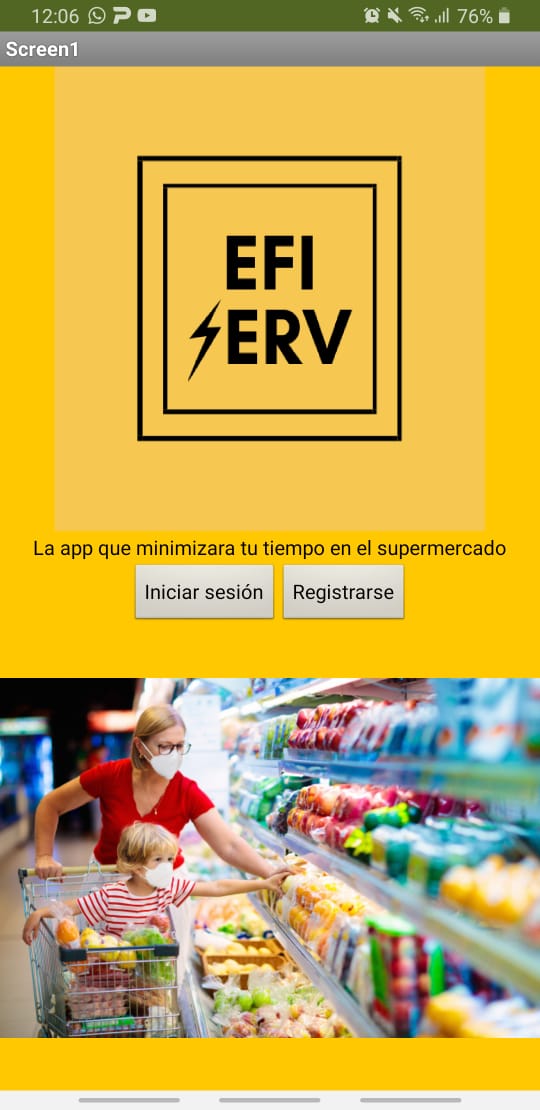 12:06
76%
Screen1
EFI
ERV
La app que minimizara tu tiempo en el supermercado
Iniciar sesión
Registrarse